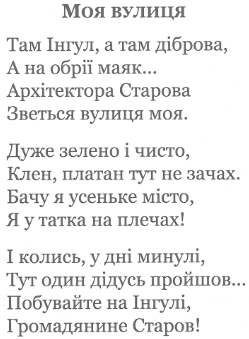 Моя вулиця
Там Інгул, а там діброва,
А на обрії маяк...
Архітектора Старова
Зветься вулиця моя.
Дуже зелено і чисто,
Клен, платан тут не зачах.
Бачу я усеньке місто,
Я у татка на плечах!
І колись, у дні минулі,
Тут один дідусь пройшов...
Побувайте на Інгулі,
Громадянине Старов!